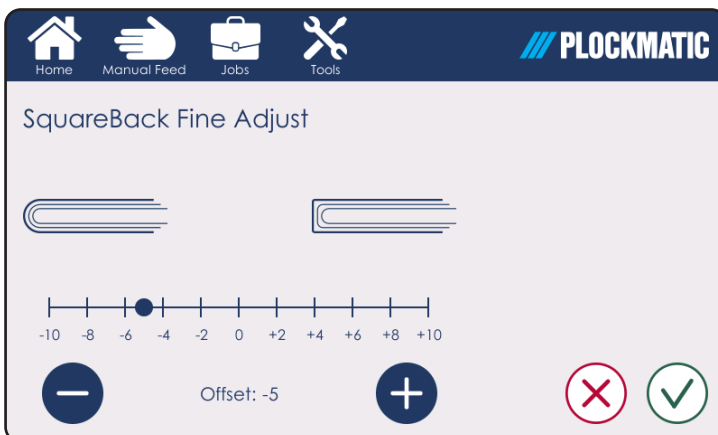 Home Manual Feed Jobs Tools PLOCKMATIC
SquareBack Fine Adjust
-10 -8 -6 -4 -2 0 +2 +4 +6 +8 +10
Offset: -5